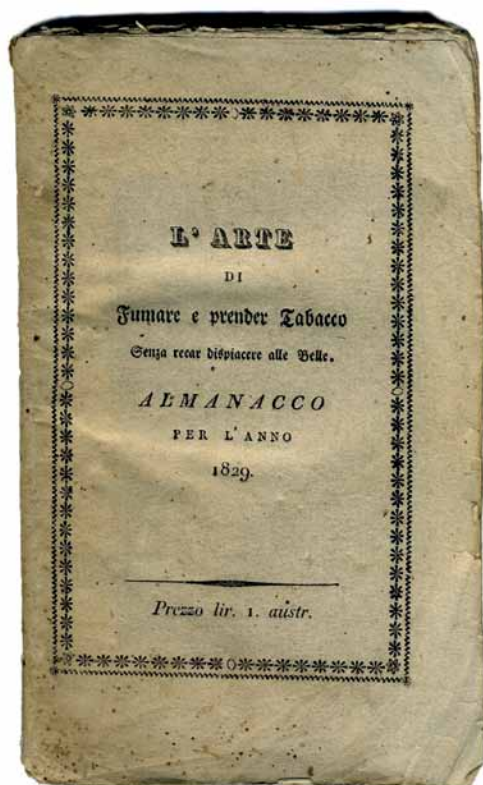 L' ARTE
DI
Fumare e prender Tabacco
Senza recar dispiacere alle Belle.
ALMANACCO
PER L'ANNO
1829.
Prezzo lir. 1. austr.